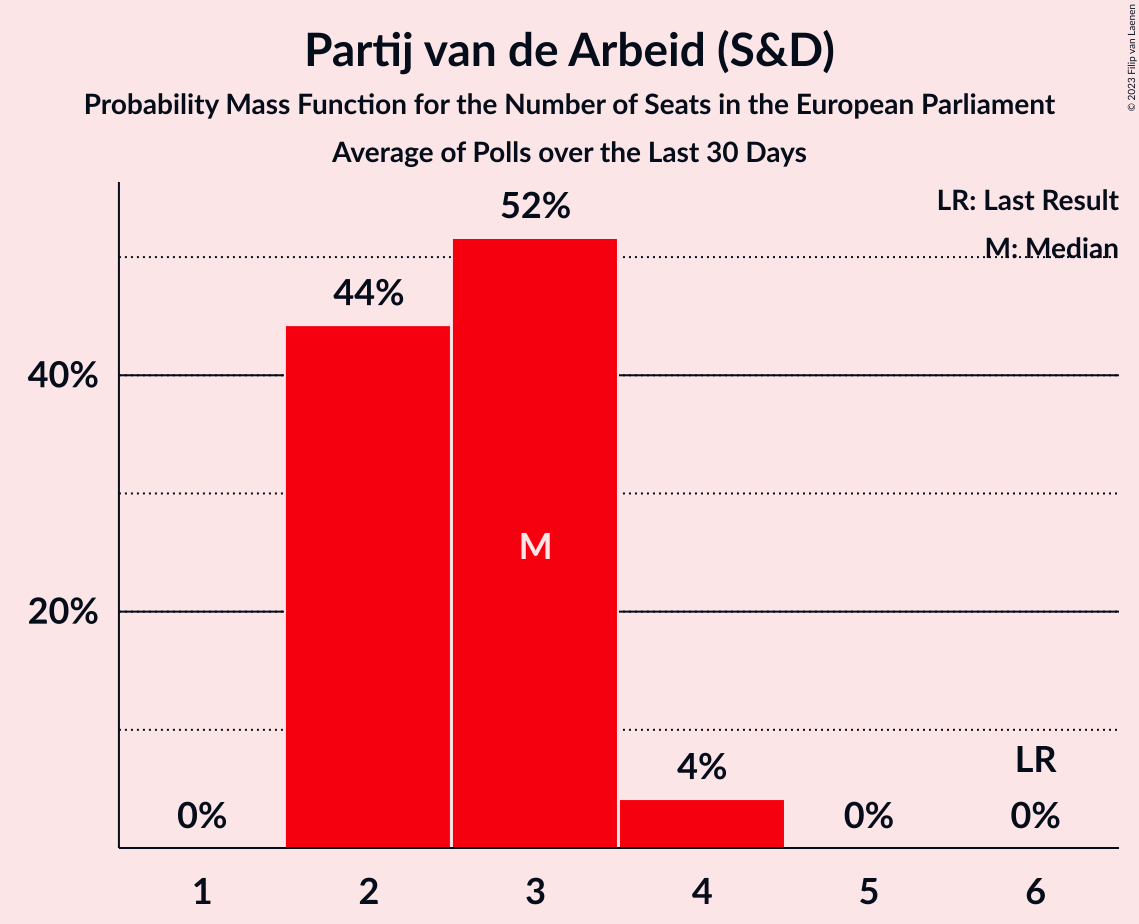 Partij van de Arbeid (S&D)
Probability Mass Function for the Number of Seats in the European Parliament
Average of Polls over the Last 30 Days
© 2023 Filip van Laenen
LR: Last Result
M: Median
52%
44%
40%
M
20%
4%
LR
0%
0%
0%
1
2
3
4
5
6